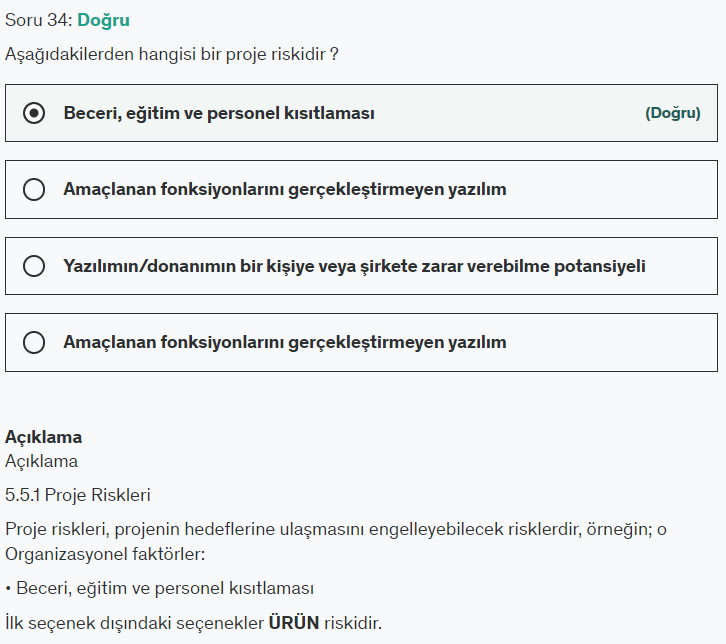 Soru 34: Doğru
Aşağıdakilerden hangisi bir proje riskidir ?
Beceri, eğitim ve personel kısıtlaması
(Doğru)
Amaçlanan fonksiyonlarını gerçekleştirmeyen yazılım
Yazılımın/donanımın bir kişiye veya şirkete zarar verebilme potansiyeli
Amaçlanan fonksiyonlarını gerçekleştirmeyen yazılım
Açıklama
Açıklama
5.5.1 Proje Riskleri
Proje riskleri, projenin hedeflerine ulaşmasını engelleyebilecek risklerdir, örneğin; o
Organizasyonel faktörler:
• Beceri, eğitim ve personel kısıtlaması
İlk seçenek dışındaki seçenekler ÜRÜN riskidir.